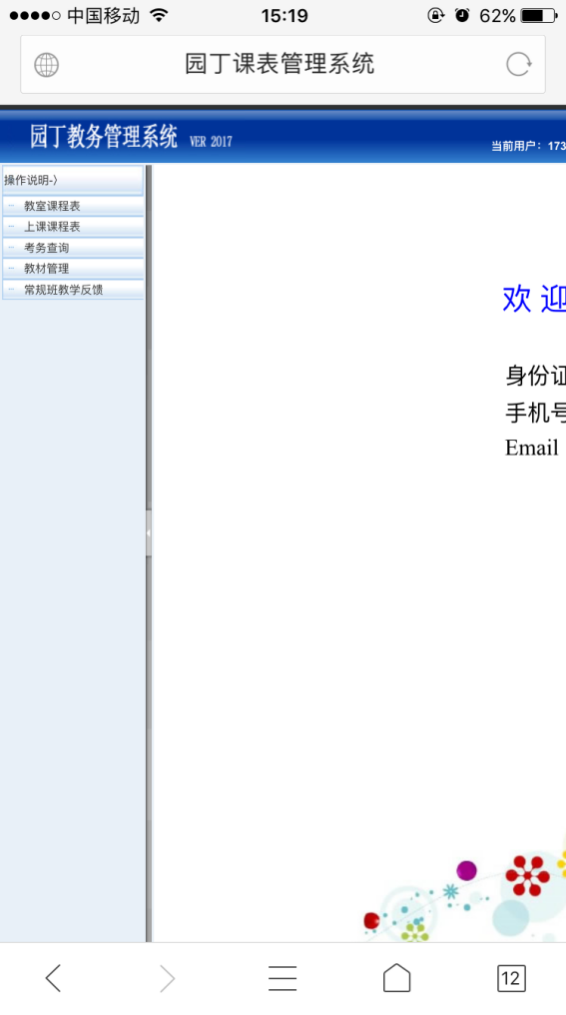 中国移动 15:19 62%
园丁课表管理系统
园丁教务管理系统 VER 2017
当前用户：173
操作说明-〉
教室课程表
上课课程表
考务查询
教材管理
常规班教学反馈
欢 迎
身份证
手机号
Email
12